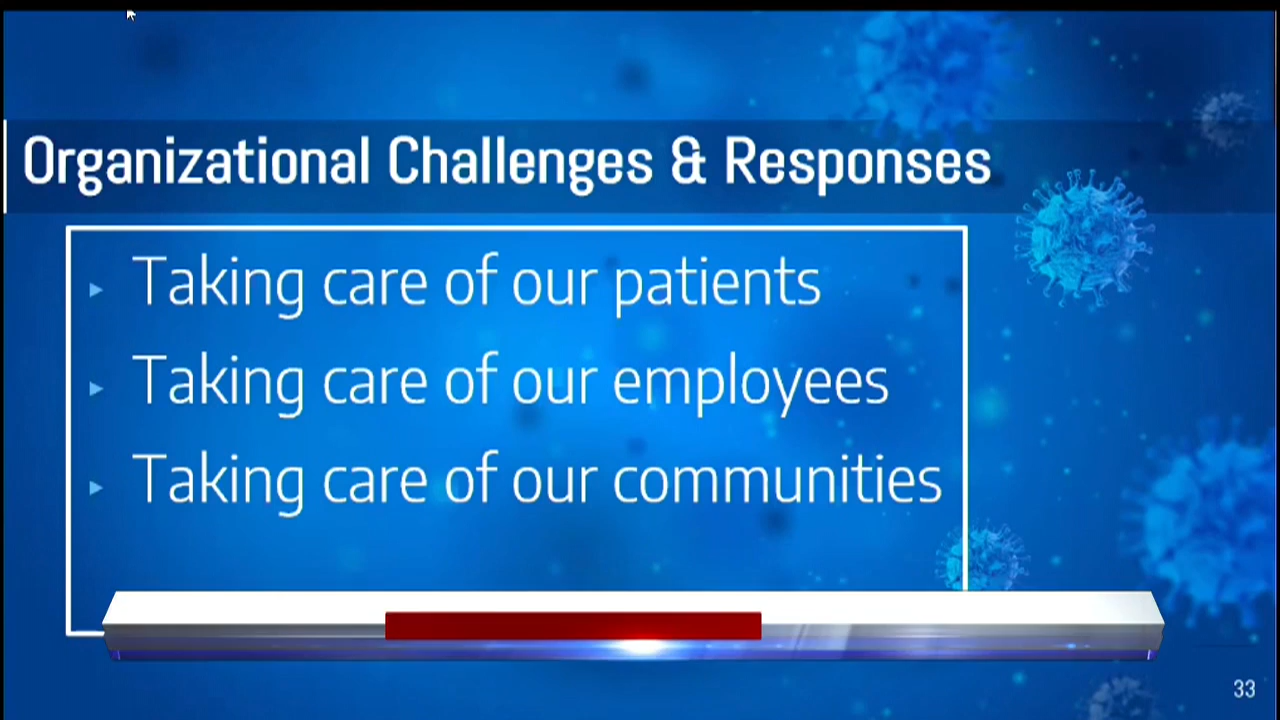 Organizational Challenges & Responses
Taking care of our patients
Taking care of our employees
Taking care of our communities
33